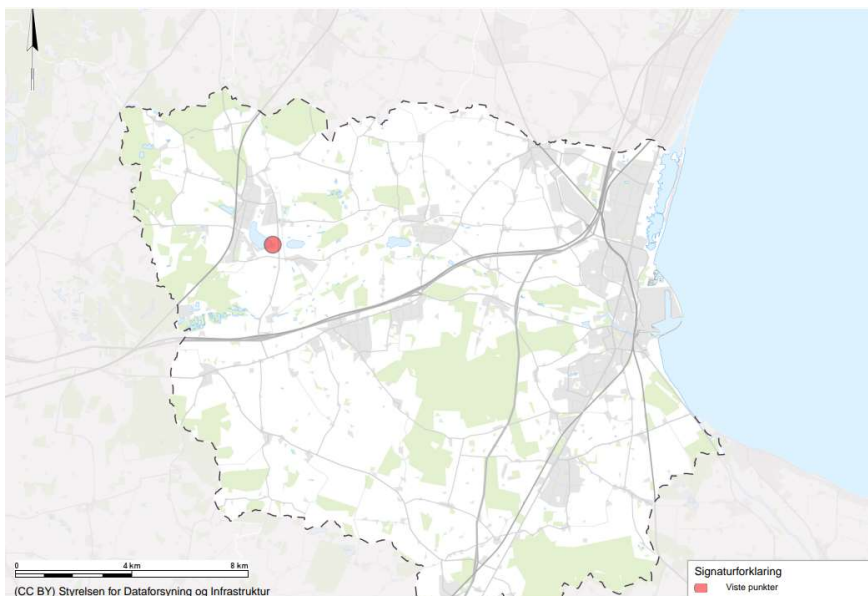 0
4 km
8 km
(CC BY) Styrelsen for Dataforsyning og Infrastruktur
Signaturforklaring
Viste punkter